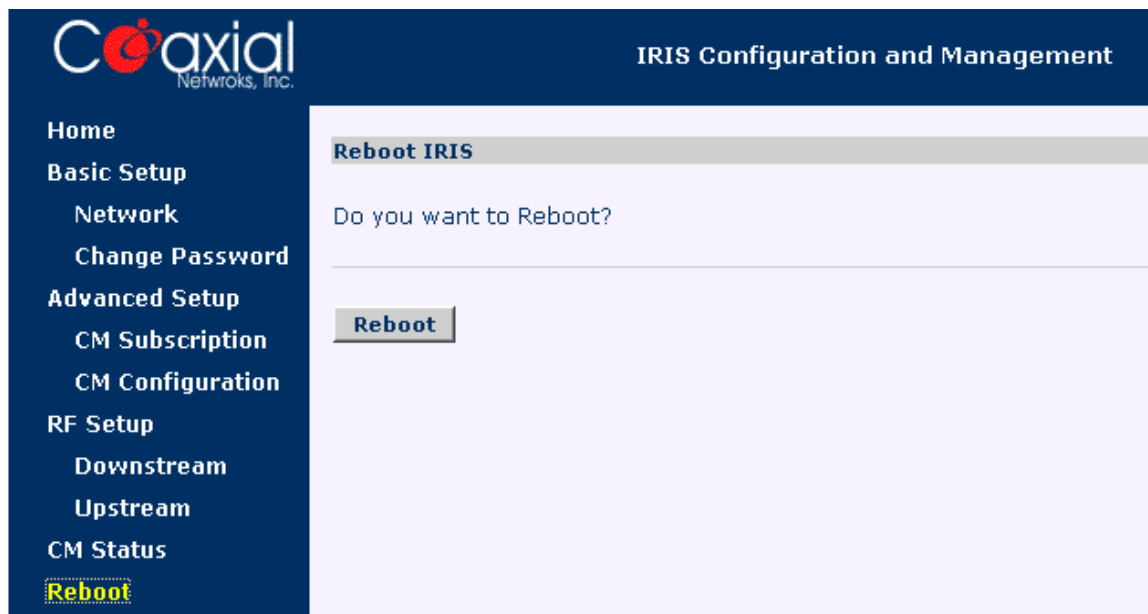 Coaxial
Netwroks, Inc.
IRIS Configuration and Management
Home
Basic Setup
Network
Change Password
Advanced Setup
CM Subscription
CM Configuration
RF Setup
Downstream
Upstream
CM Status
Reboot
Reboot IRIS
Do you want to Reboot?
Reboot